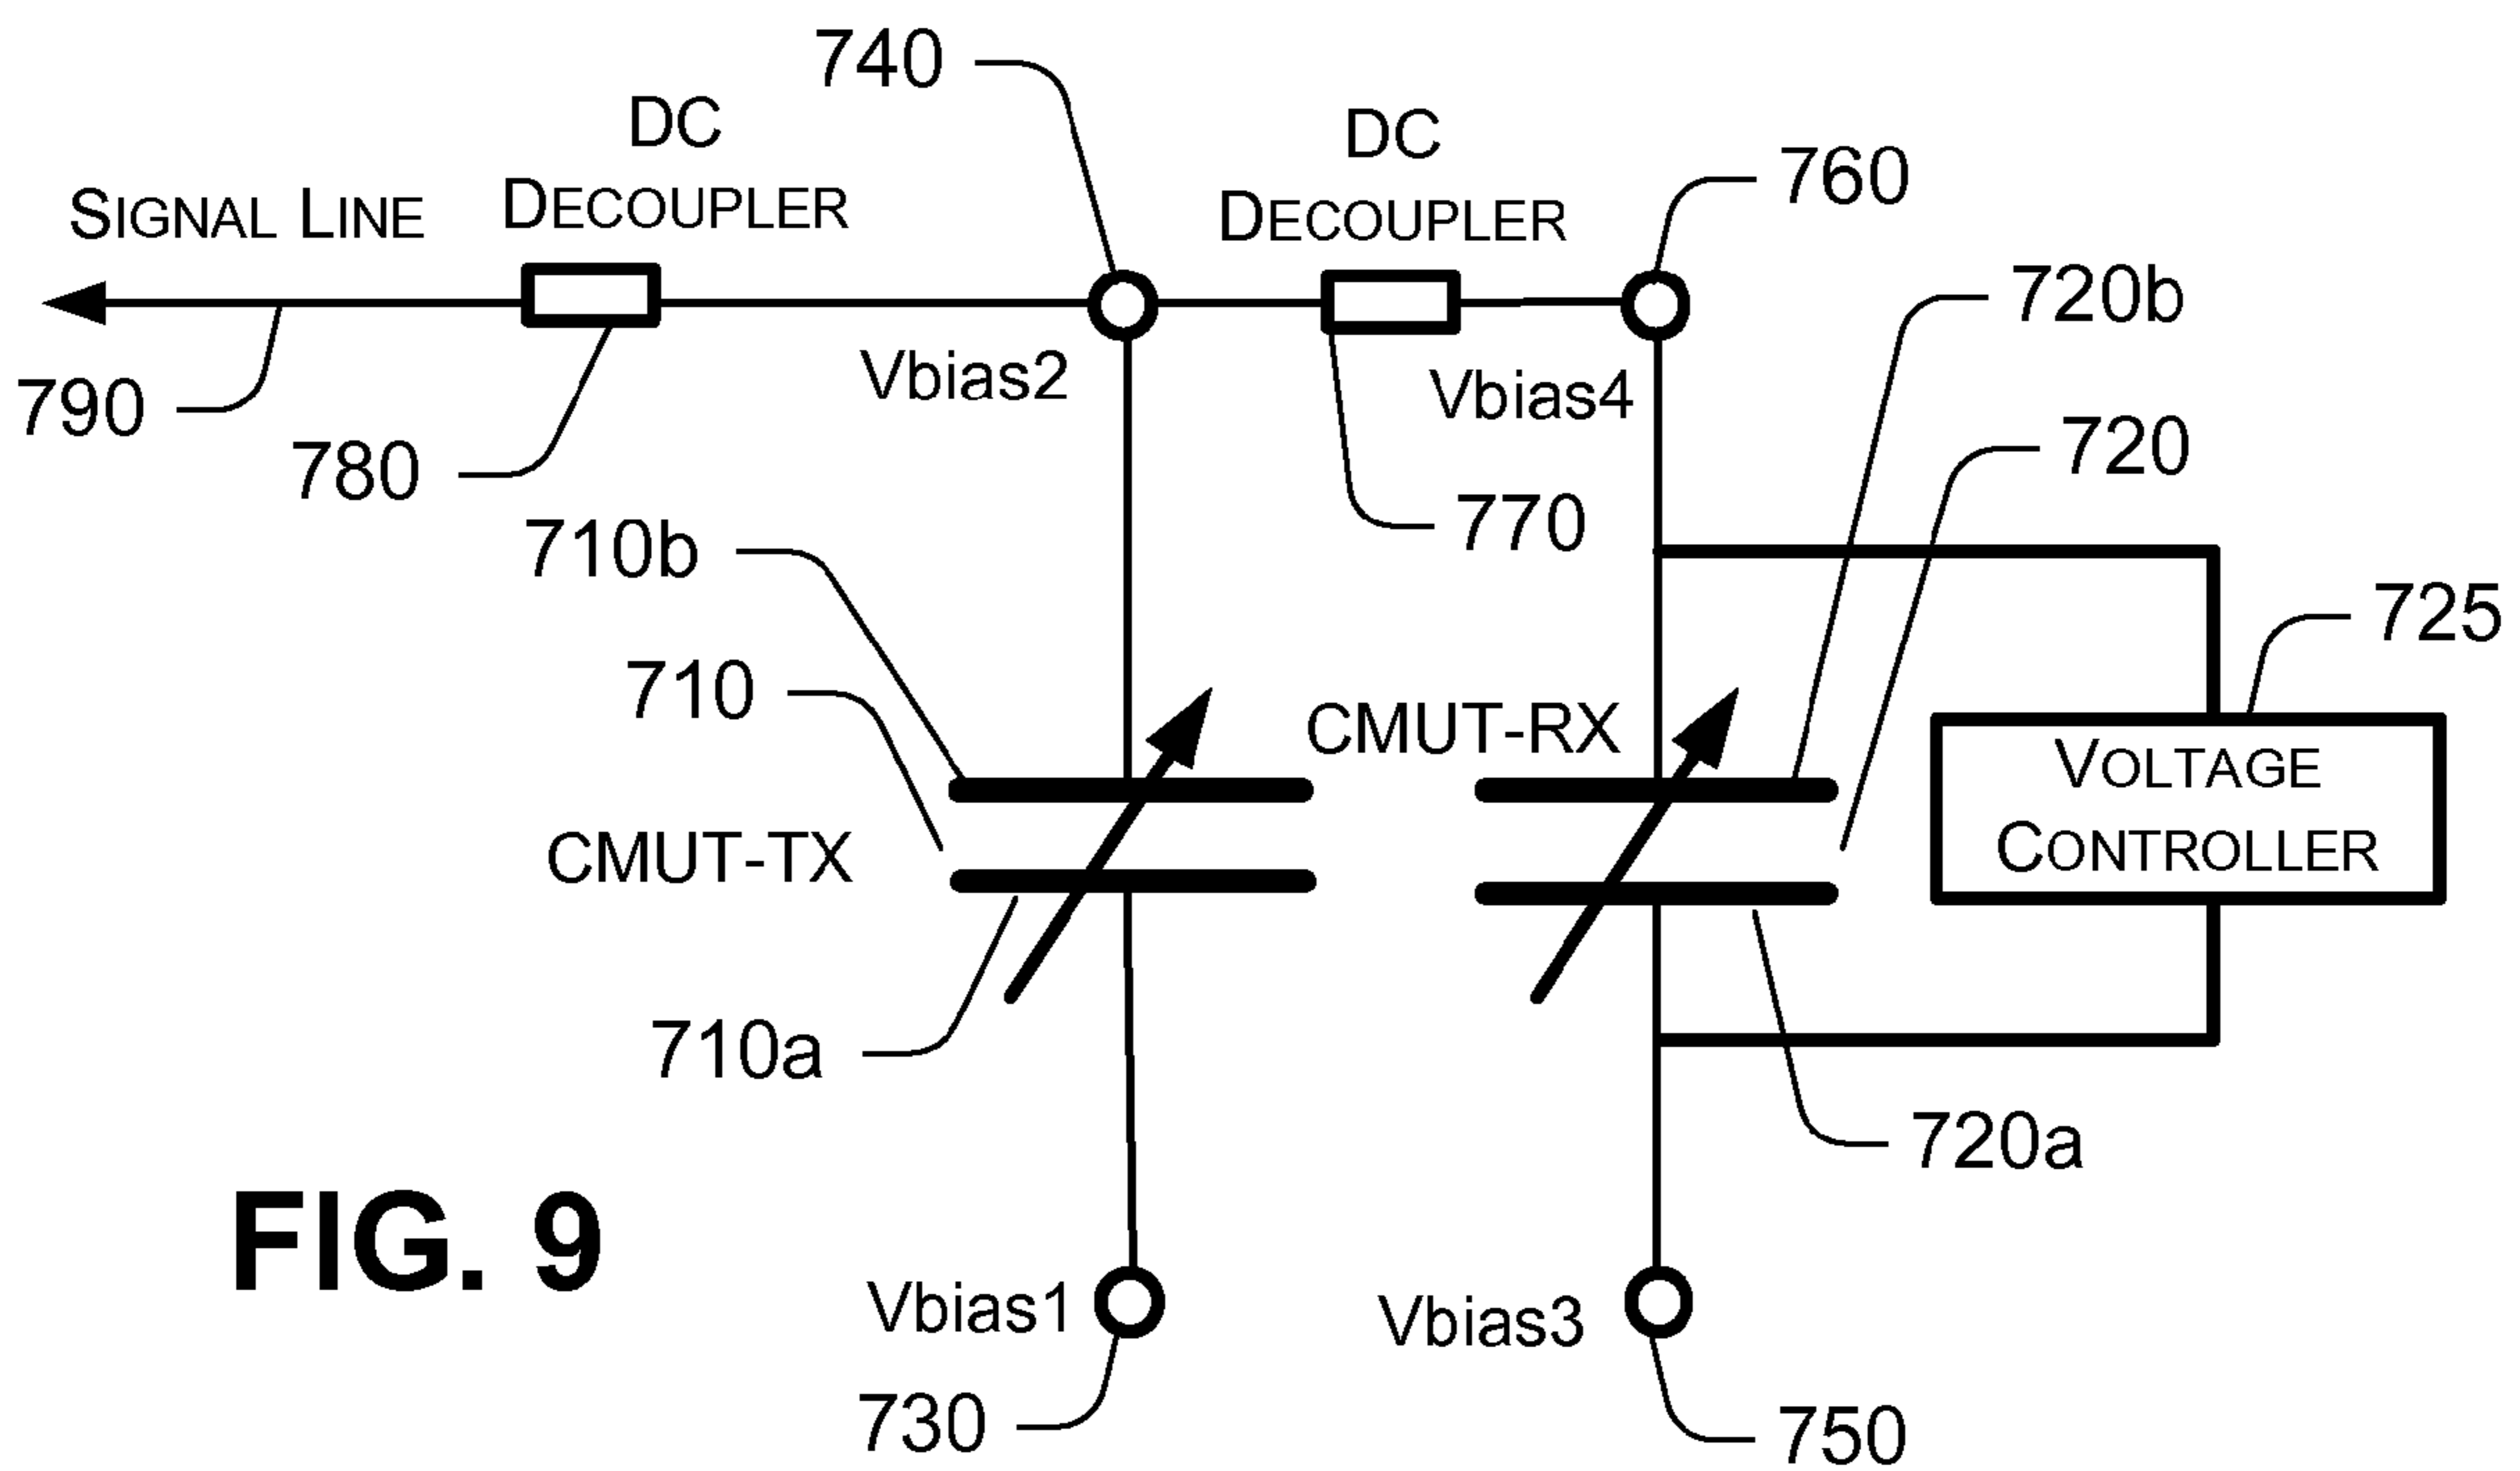 740
DC
DECOUPLER
SIGNAL LINE
DC
DECOUPLER
760
720b
790
780
Vbias2
Vbias4
770
720
710b
725
710
CMUT-RX
VOLTAGE
CONTROLLER
CMUT-TX
710a
720a
FIG. 9
Vbias1
Vbias3
730
750